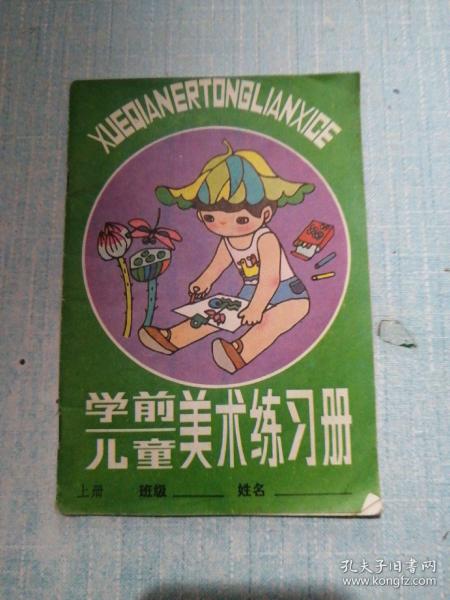 XUEQIANERTONGLIANXICE
学前儿童美术练习册
上册 班级 姓名
孔夫子旧书网
www.kongfz.com